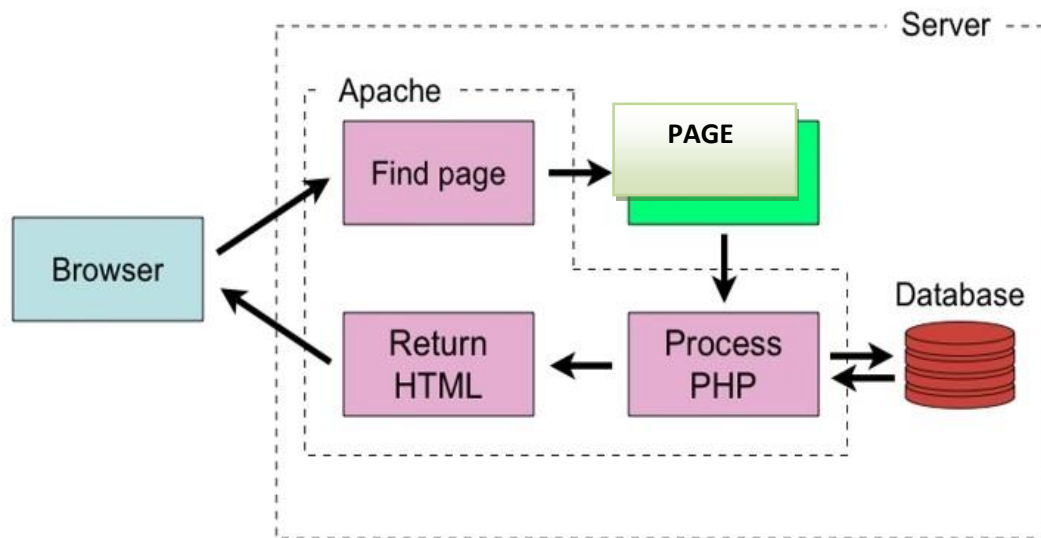 Server
Apache
Find page
PAGE
Browser
Database
Return
HTML
Process
PHP